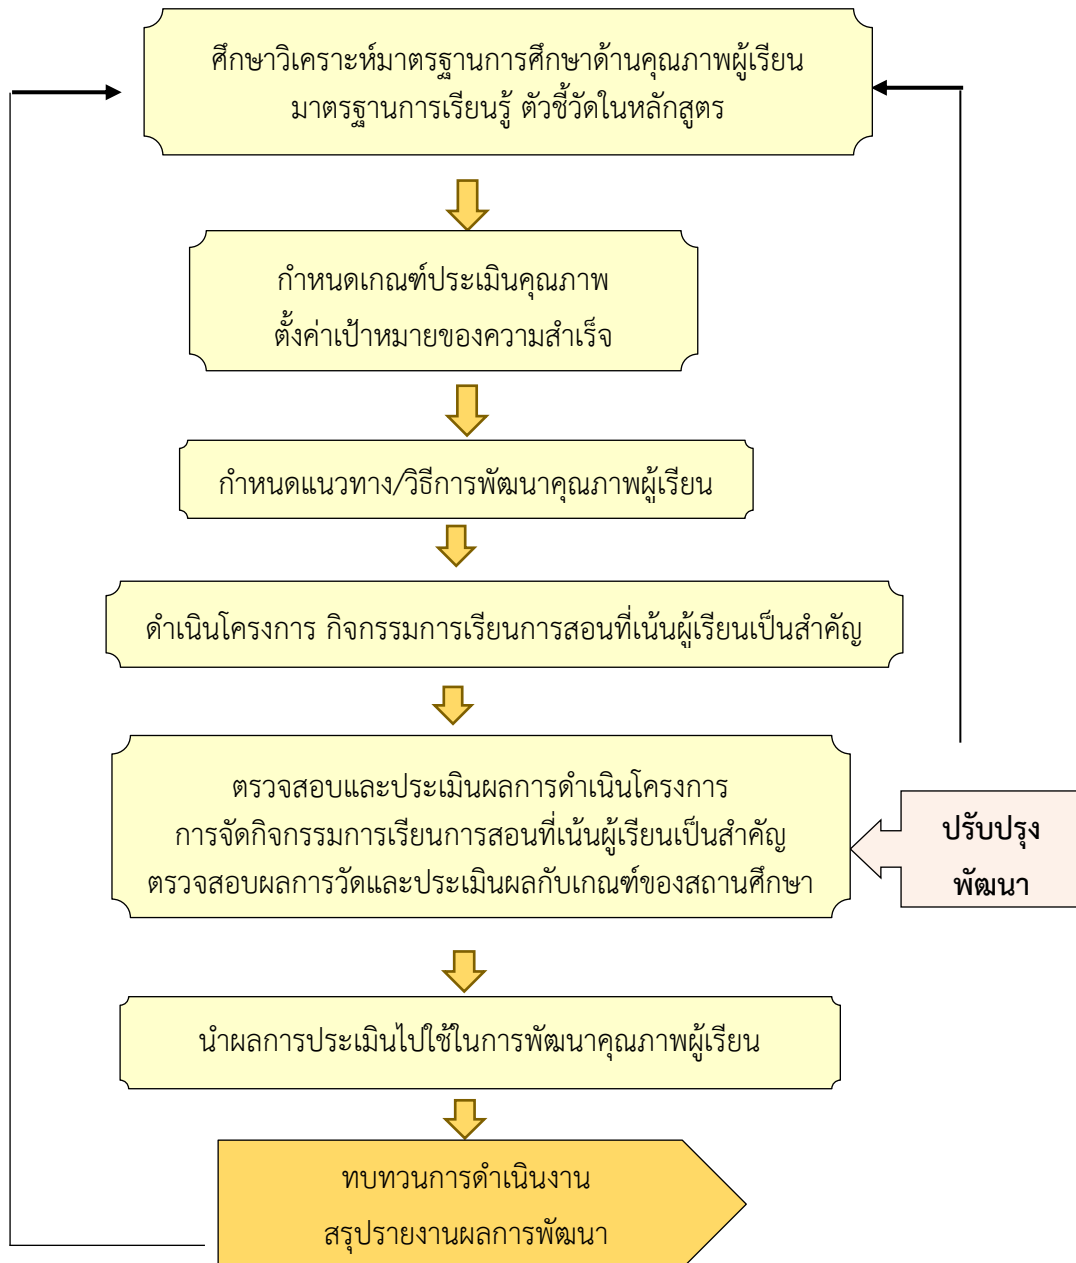 ศึกษาวิเคราะห์มาตรฐานการศึกษาด้านคุณภาพผู้เรียน
มาตรฐานการเรียนรู้ ตัวชี้วัดในหลักสูตร
กำหนดเกณฑ์ประเมินคุณภาพ
ตั้งค่าเป้าหมายของความสำเร็จ
กำหนดแนวทาง/วิธีการพัฒนาคุณภาพผู้เรียน
ดำเนินโครงการ กิจกรรมการเรียนการสอนที่เน้นผู้เรียนเป็นสำคัญ
ตรวจสอบและประเมินผลการดำเนินโครงการ
การจัดกิจกรรมการเรียนการสอนที่เน้นผู้เรียนเป็นสำคัญ
ตรวจสอบผลการวัดและประเมินผลกับเกณฑ์ของสถานศึกษา
ปรับปรุง
พัฒนา
นำผลการประเมินไปใช้ในการพัฒนาคุณภาพผู้เรียน
ทบทวนการดำเนินงาน
สรุปรายงานผลการพัฒนา